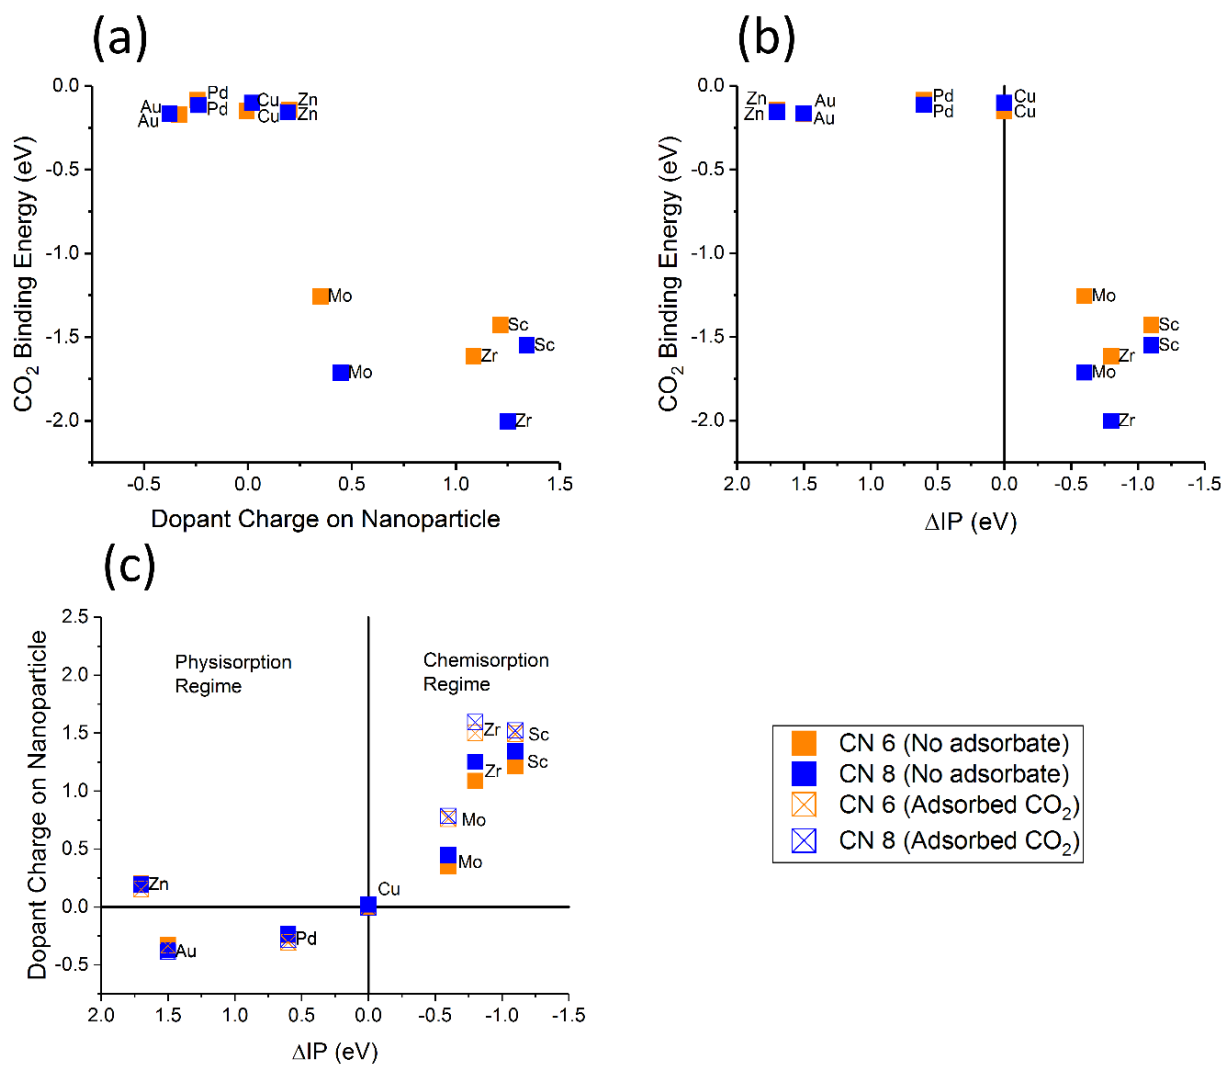 (a)
CO2 Binding Energy (eV)
0.0
-0.5
-1.0
-1.5
-2.0
Au
Au
Pd
Pd
Cu
Cu
Zn
Zn
Mo
Sc
Sc
Zr
Mo
Zr
-0.5 0.0 0.5 1.0 1.5
Dopant Charge on Nanoparticle
(b)
CO2 Binding Energy (eV)
0.0
-0.5
-1.0
-1.5
-2.0
Zn
Zn
Au
Au
Pd
Pd
Cu
Cu
Mo
Sc
Sc
Zr
Mo
Zr
2.0 1.5 1.0 0.5 0.0 -0.5 -1.0 -1.5
ΔIP (eV)
(c)
Dopant Charge on Nanoparticle
2.5
2.0
1.5
1.0
0.5
0.0
-0.5
Physisorption
Regime
Chemisorption
Regime
Zr
Sc
Sc
Zr
Mo
Mo
Zn
Cu
Au
Pd
2.0 1.5 1.0 0.5 0.0 -0.5 -1.0 -1.5
ΔIP (eV)
CN 6 (No adsorbate)
CN 8 (No adsorbate)
CN 6 (Adsorbed CO2)
CN 8 (Adsorbed CO2)